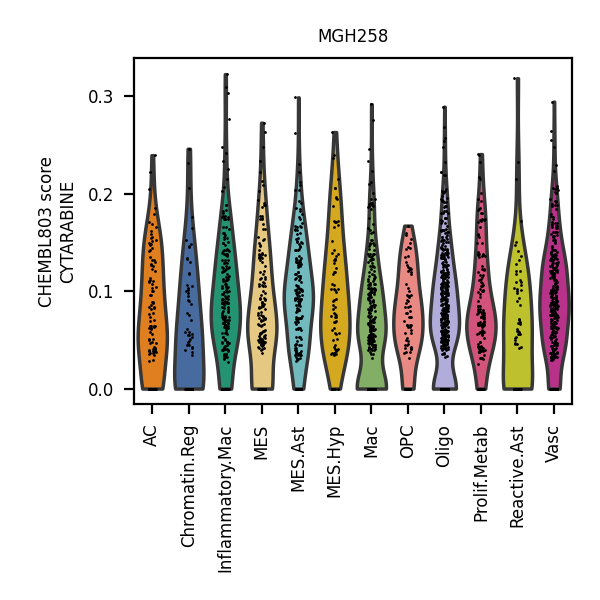 MGH258
CHEMBL803 score
CYTARABINE
0.3
0.2
0.1
0.0
AC
Chromatin.Reg
Inflammatory.Mac
MES
MES.Ast
MES.Hyp
Mac
OPC
Oligo
Prolif.Metab
Reactive.Ast
Vasc